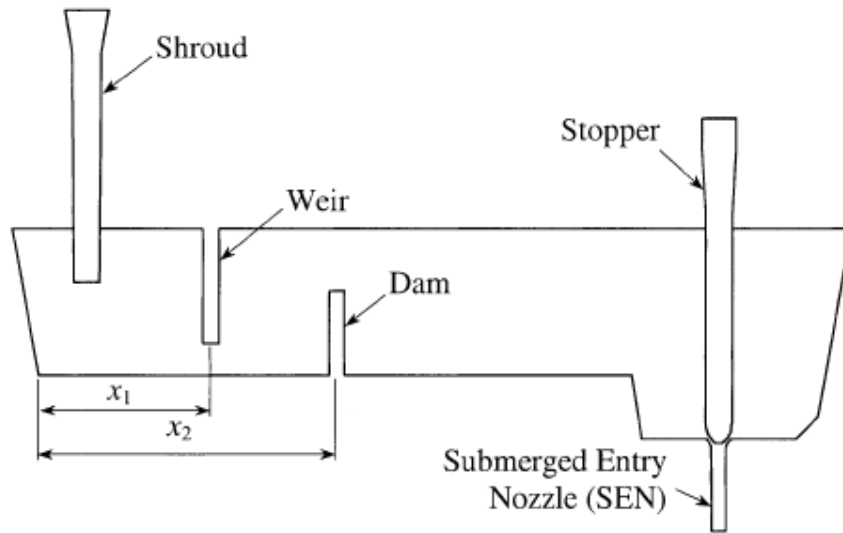 Shroud
Stopper
Weir
Dam
x₁
x₂
Submerged Entry
Nozzle (SEN)